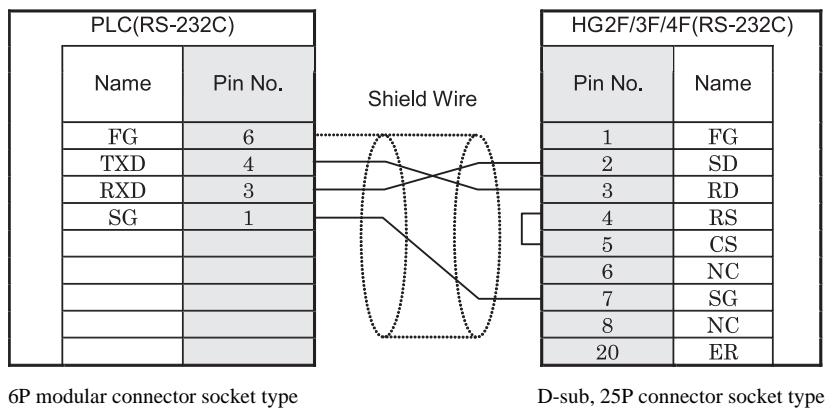 PLC(RS-232C) HG2F/3F/4F(RS-232C)
Name Pin No. Shield Wire Pin No. Name
FG 6 1 FG
TXD 4 2 SD
RXD 3 3 RD
SG 1 4 RS
5 CS
6 NC
7 SG
8 NC
20 ER
6P modular connector socket type D-sub, 25P connector socket type